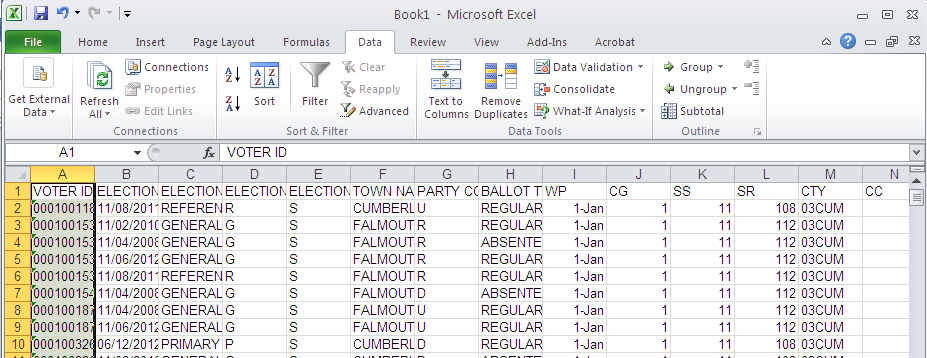 Book1 - Microsoft Excel
File Home Insert Page Layout Formulas Data Review View Add-Ins Acrobat
Get External Data
Refresh All
Connections
Properties
Edit Links
Connections
Sort
Filter
Clear
Reapply
Advanced
Sort & Filter
Text to Columns
Remove Duplicates
Data Validation
Consolidate
What-If Analysis
Data Tools
Group
Ungroup
Subtotal
Outline
A1 fx VOTER ID
A B C D E F G H I J K L M N
1 VOTER ID ELECTION ELECTION ELECTION ELECTION TOWN NA PARTY CO BALLOT T WP CG SS SR CTY CC
2 000100118 11/08/2011 REFEREN R S CUMBERL U REGULAR 1-Jan 1 11 108 03CUM
3 000100153 11/02/2010 GENERAL G S FALMOUT R REGULAR 1-Jan 1 11 112 03CUM
4 000100153 11/04/2008 GENERAL G S FALMOUT R ABSENTE 1-Jan 1 11 112 03CUM
5 000100153 11/06/2012 GENERAL G S FALMOUT R REGULAR 1-Jan 1 11 112 03CUM
6 000100153 11/08/2011 REFEREN R S FALMOUT R REGULAR 1-Jan 1 11 112 03CUM
7 000100154 11/04/2008 GENERAL G S FALMOUT D ABSENTE 1-Jan 1 11 112 03CUM
8 000100187 11/04/2008 GENERAL G S FALMOUT U REGULAR 1-Jan 1 11 112 03CUM
9 000100187 11/06/2012 GENERAL G S FALMOUT U REGULAR 1-Jan 1 11 112 03CUM
10 000100326 06/12/2012 PRIMARY P S FALMOUT D REGULAR 1-Jan 1 11 112 03CUM